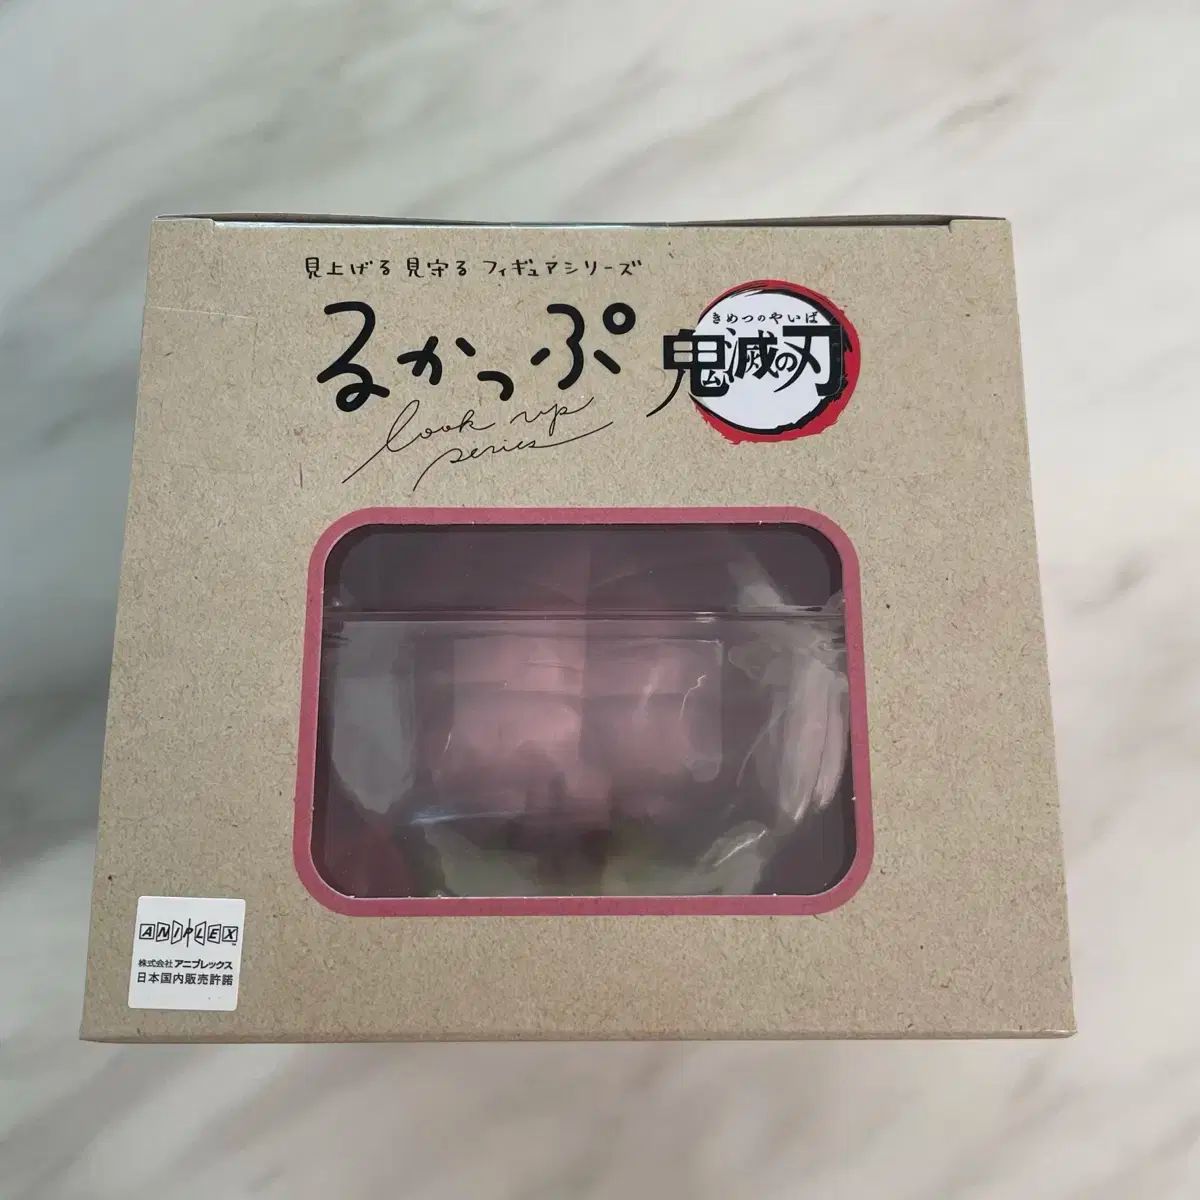 見上げる 見守る フィギュアシリーズ
るかっぷ
look up
series
きめつのやいば
鬼滅の刃
ANIPLEX
株式会社アニプレックス
日本国内販売許諾